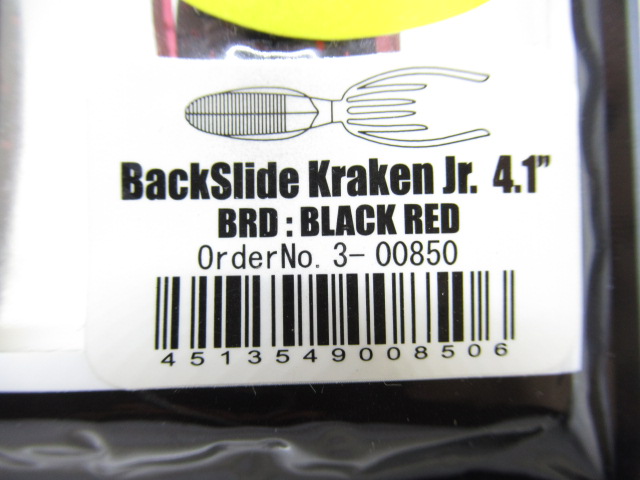 BackSlide Kraken Jr. 4.1”
BRD : BLACK RED
OrderNo. 3- 00850
4513549008506